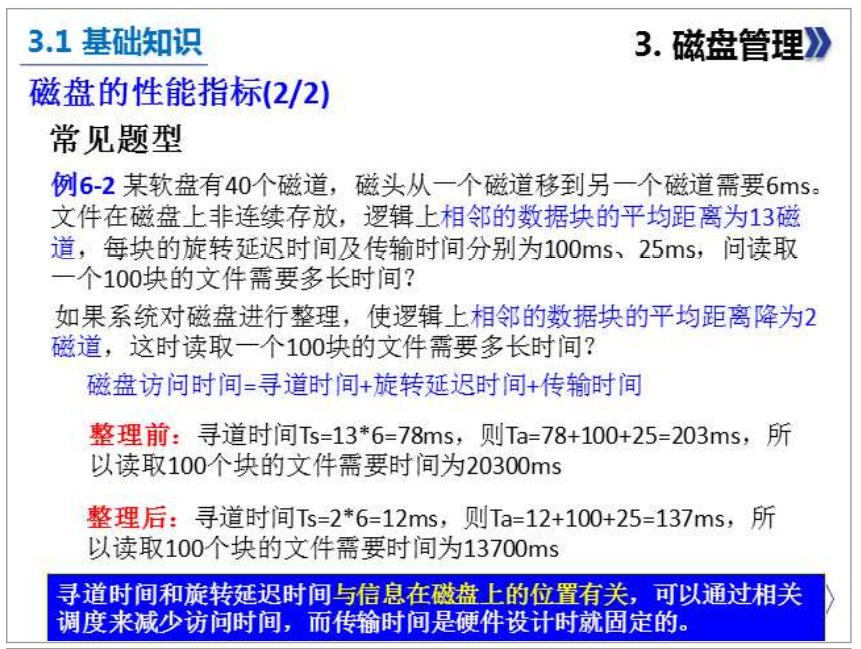 3.1 基础知识
3. 磁盘管理
磁盘的性能指标(2/2)
常见题型
例6-2 某软盘有40个磁道，磁头从一个磁道移到另一个磁道需要6ms。
文件在磁盘上非连续存放，逻辑上相邻的数据块的平均距离为13磁
道，每块的旋转延迟时间及传输时间分别为100ms、25ms，问读取
一个100块的文件需要多长时间？
如果系统对磁盘进行整理，使逻辑上相邻的数据块的平均距离降为2
磁道，这时读取一个100块的文件需要多长时间？
磁盘访问时间=寻道时间+旋转延迟时间+传输时间
整理前：寻道时间Ts=13*6=78ms，则Ta=78+100+25=203ms，所
以读取100个块的文件需要时间为20300ms
整理后：寻道时间Ts=2*6=12ms，则Ta=12+100+25=137ms，所
以读取100个块的文件需要时间为13700ms
寻道时间和旋转延迟时间与信息在磁盘上的位置有关，可以通过相关
调度来减少访问时间，而传输时间是硬件设计时就固定的。